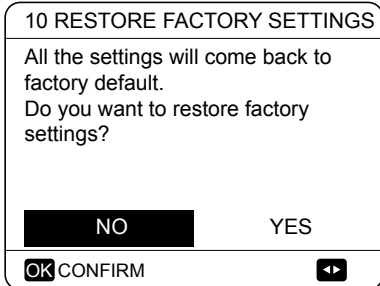 10 RESTORE FACTORY SETTINGS
All the settings will come back to
factory default.
Do you want to restore factory
settings?
NO YES
OK CONFIRM